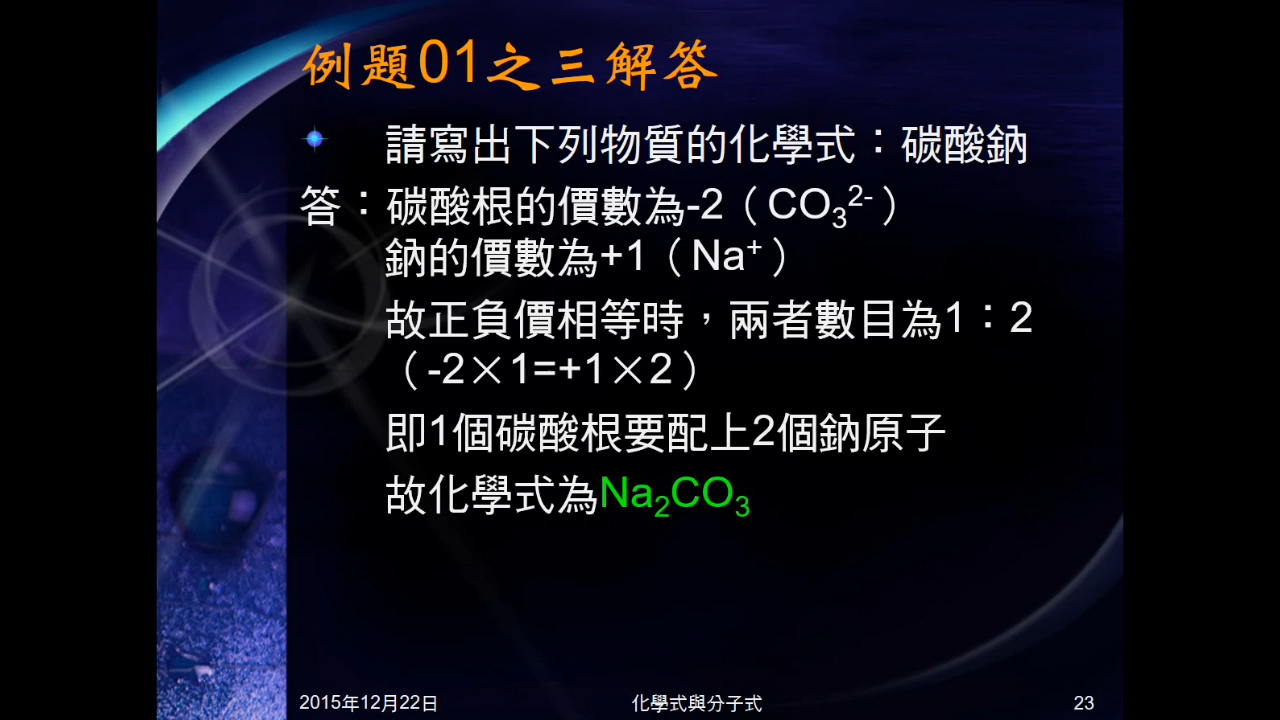 例題01之三解答
請寫出下列物質的化學式：碳酸鈉
答：碳酸根的價數為-2（CO₃²⁻）
鈉的價數為+1（Na⁺）
故正負價相等時，兩者數目為1：2
（-2×1=+1×2）
即1個碳酸根要配上2個鈉原子
故化學式為Na₂CO₃
2015年12月22日
化學式與分子式
23